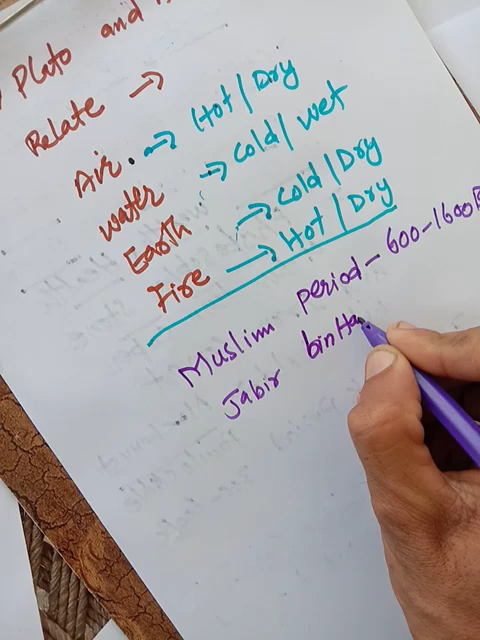 Plato and
Relate →
Air. → Hot/Dry
Water → Cold/wet
Earth → Cold/Dry
Fire → Hot/Dry
Muslim period - 600-1600
Jabir bin Ha